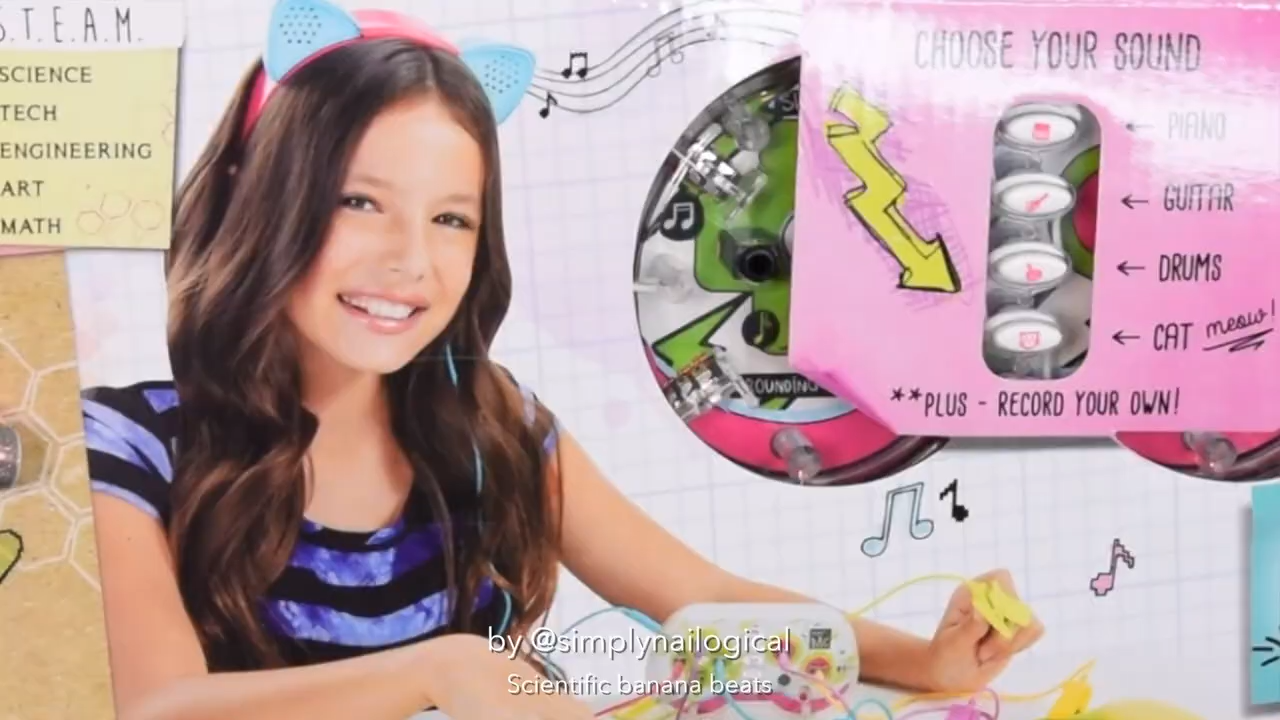 S.T.E.A.M.
SCIENCE
TECH
ENGINEERING
ART
MATH
CHOOSE YOUR SOUND
← PIANO
← GUITAR
← DRUMS
← CAT meow!
**PLUS - RECORD YOUR OWN!
by @simplynailogical
Scientific banana beats